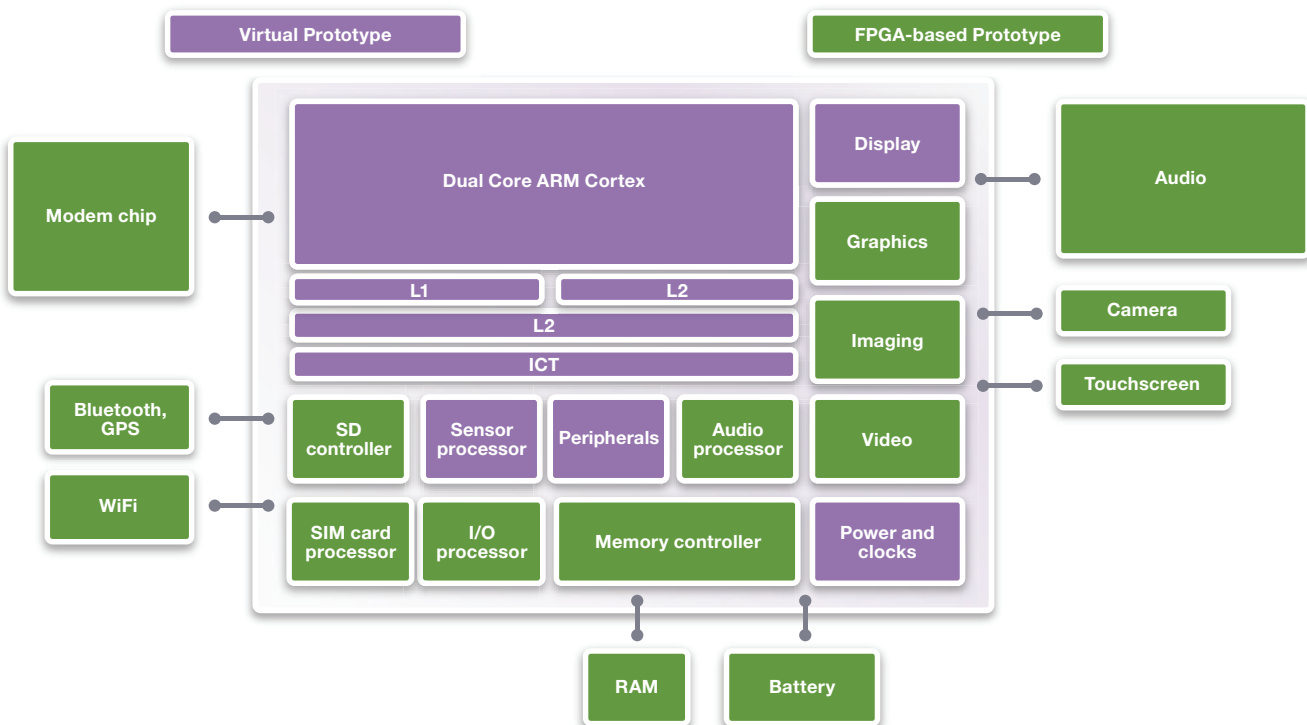 Virtual Prototype
FPGA-based Prototype
Modem chip
Dual Core ARM Cortex
Display
Audio
Graphics
L1
L2
L2
ICT
Imaging
Camera
Touchscreen
Bluetooth,
GPS
SD
controller
Sensor
processor
Peripherals
Audio
processor
Video
WiFi
SIM card
processor
I/O
processor
Memory controller
Power and
clocks
RAM
Battery